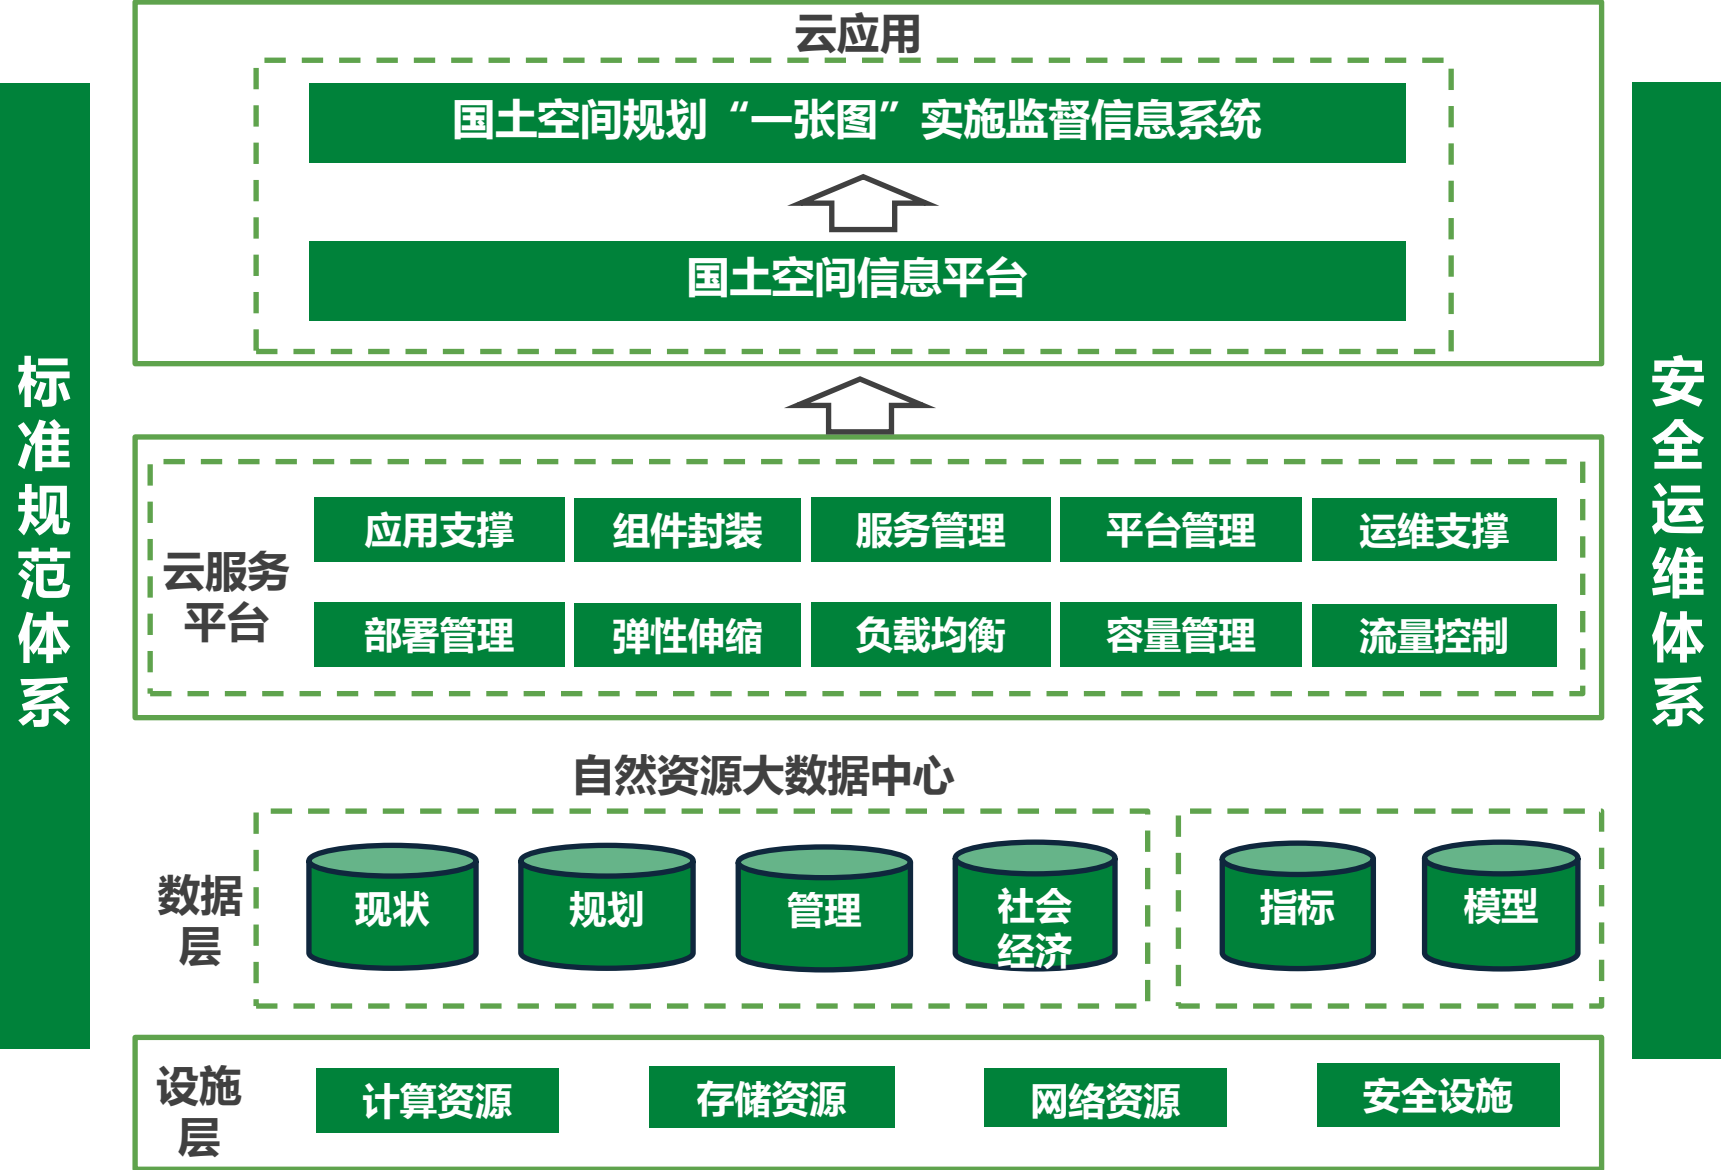 云应用
国土空间规划“一张图”实施监督信息系统
国土空间信息平台
标准规范体系
安全运维体系
云服务
平台
应用支撑
组件封装
服务管理
平台管理
运维支撑
部署管理
弹性伸缩
负载均衡
容量管理
流量控制
自然资源大数据中心
数据
层
现状
规划
管理
社会
经济
指标
模型
设施
层
计算资源
存储资源
网络资源
安全设施